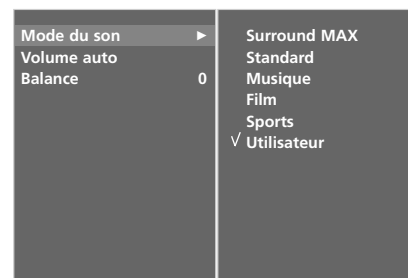 Mode du son ►
Volume auto
Balance 0
Surround MAX
Standard
Musique
Film
Sports
√ Utilisateur